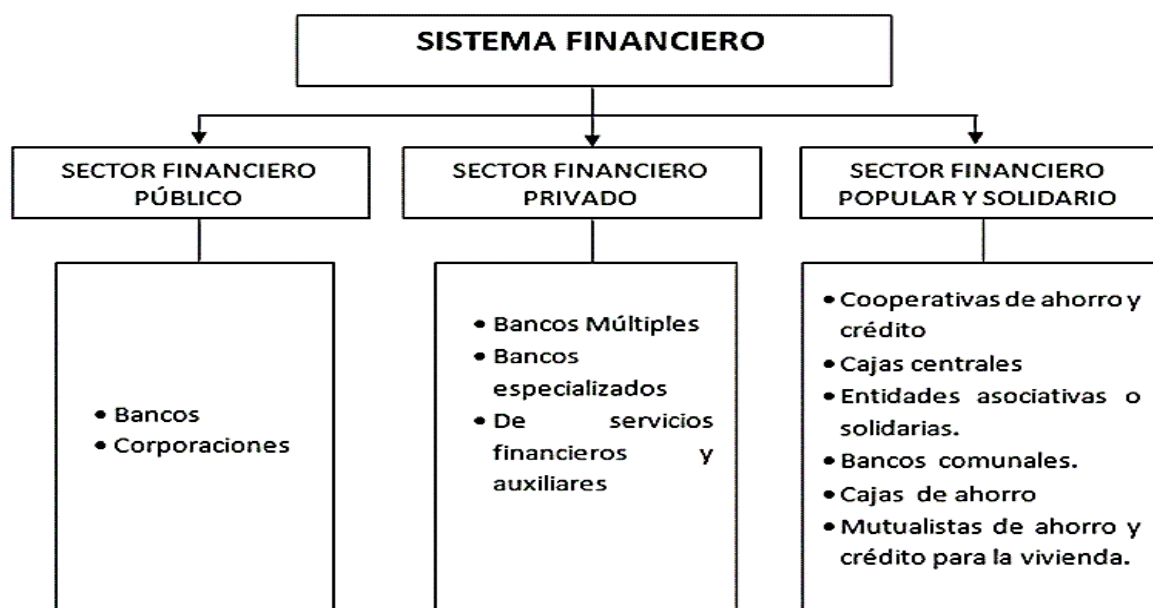 SISTEMA FINANCIERO
SECTOR FINANCIERO
PÚBLICO
SECTOR FINANCIERO
PRIVADO
SECTOR FINANCIERO
POPULAR Y SOLIDARIO
• Bancos
• Corporaciones
• Bancos Múltiples
• Bancos
especializados
• De servicios
financieros y
auxiliares
• Cooperativas de ahorro y
crédito
• Cajas centrales
• Entidades asociativas o
solidarias.
• Bancos comunales.
• Cajas de ahorro
• Mutualistas de ahorro y
crédito para la vivienda.